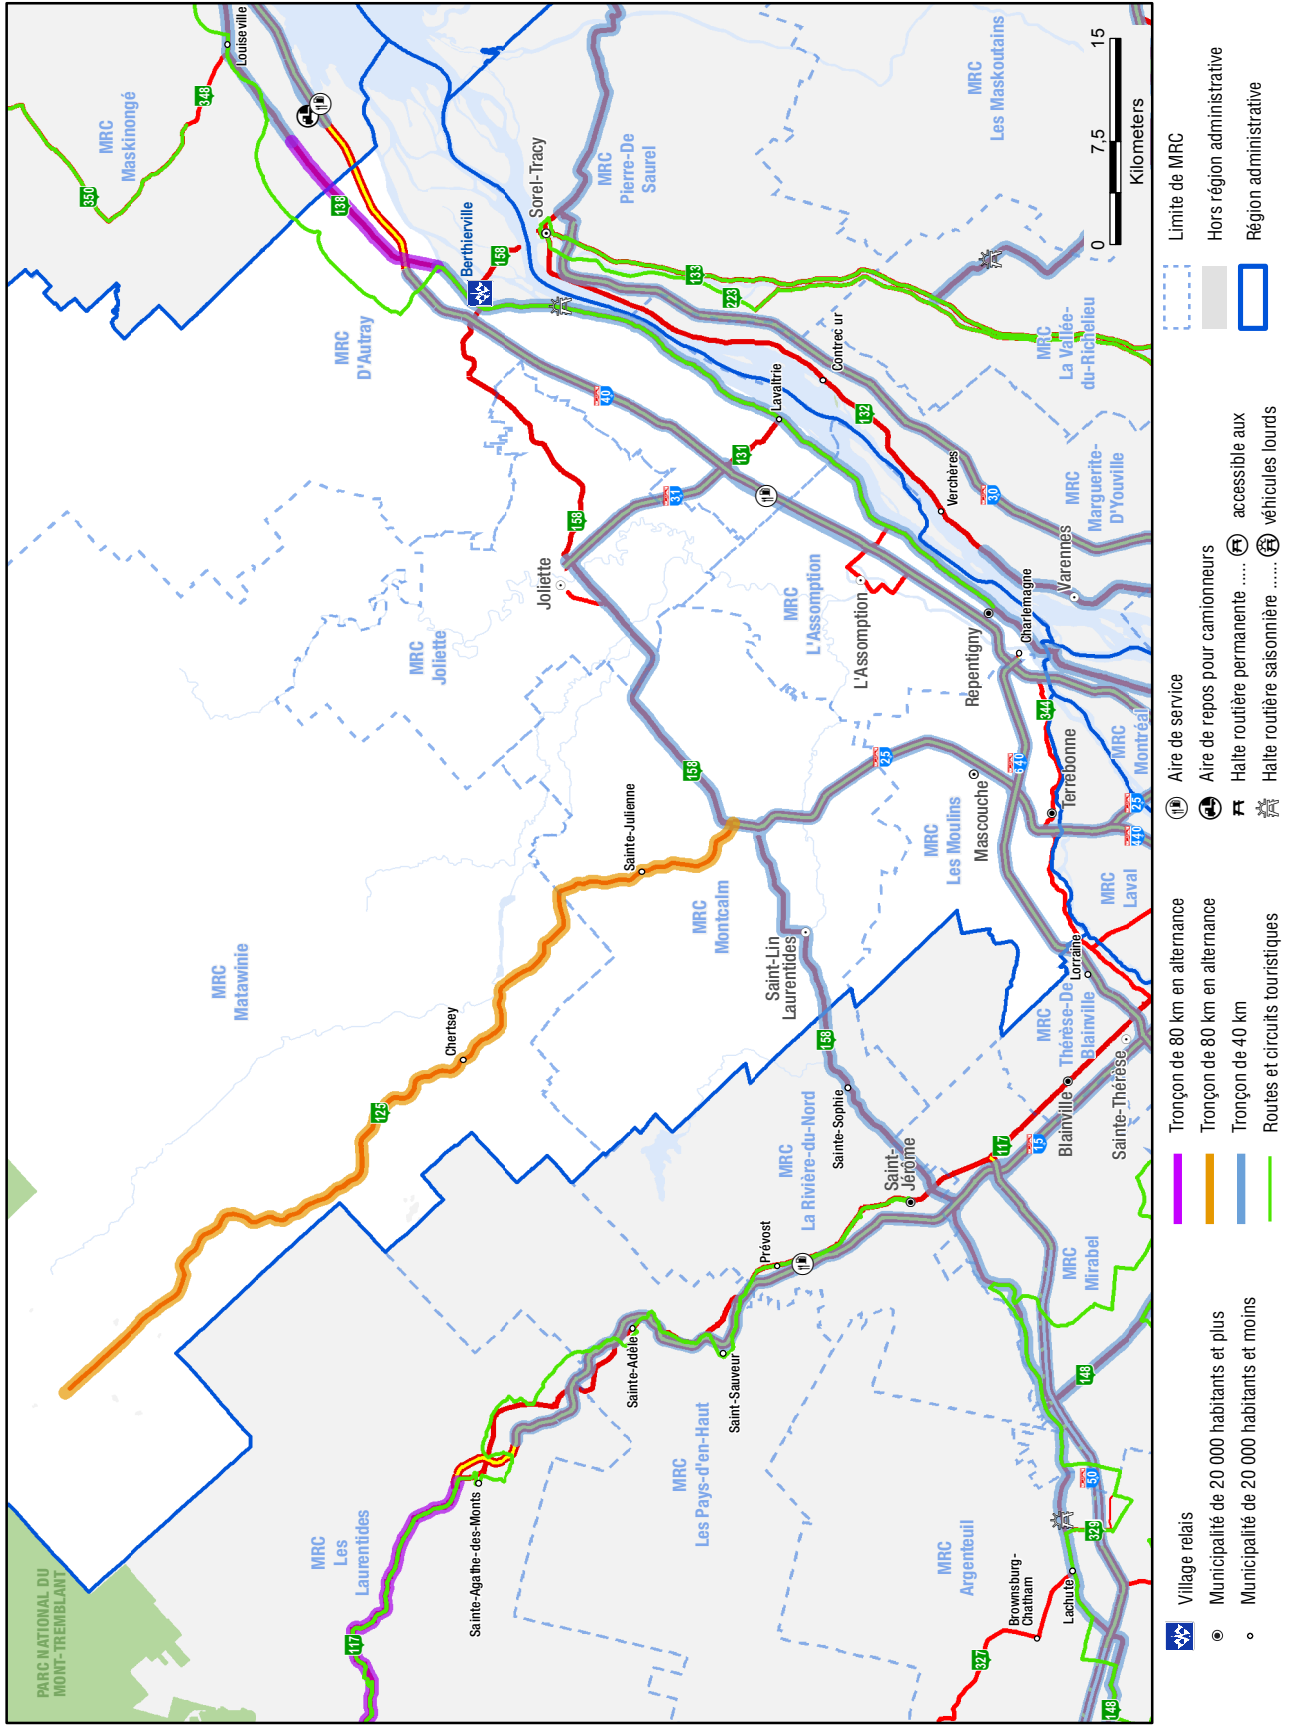 PARC NATIONAL DU
MONT-TREMBLANT
MRC
Les
Laurentides
117
Sainte-Agathe-des-Monts
MRC
Les Pays-d'en-Haut
MRC
Argenteuil
Brownsburg-
Chatham
327
Lachute
329
50
148
148
Sainte-Adèle
Saint-Sauveur
Prévost
MRC
Mirabel
MRC
La Rivière-du-Nord
Saint-
Jérôme
Sainte-Sophie
158
117
15
Blainville
Sainte-Thérèse
MRC
Thérèse-De
Blainville
Lorraine
125
Chertsey
MRC
Matawinie
Sainte-Julienne
MRC
Montcalm
Saint-Lin
Laurentides
158
MRC
Les Moulins
Mascouche
25
640
Terrebonne
344
MRC
Laval
440
25
MRC
Montréal
MRC
Joliette
Joliette
158
31
131
MRC
L'Assomption
L'Assomption
Repentigny
Charlemagne
Varennes
MRC
Marguerite-
D'Youville
30
Verchères
132
Contrecœur
Lavaltrie
40
MRC
D'Autray
Berthierville
158
138
MRC
Maskinongé
350
348
Louiseville
Sorel-Tracy
MRC
Pierre-De
Saurel
133
223
MRC
La Vallée-
du-Richelieu
MRC
Les Maskoutains
0
7,5
15
Kilometers
Village relais
Municipalité de 20 000 habitants et plus
Municipalité de 20 000 habitants et moins
Tronçon de 80 km en alternance
Tronçon de 80 km en alternance
Tronçon de 40 km
Routes et circuits touristiques
Aire de service
Aire de repos pour camionneurs
Halte routière permanente ..... accessible aux
Halte routière saisonnière ...... véhicules lourds
Limite de MRC
Hors région administrative
Région administrative